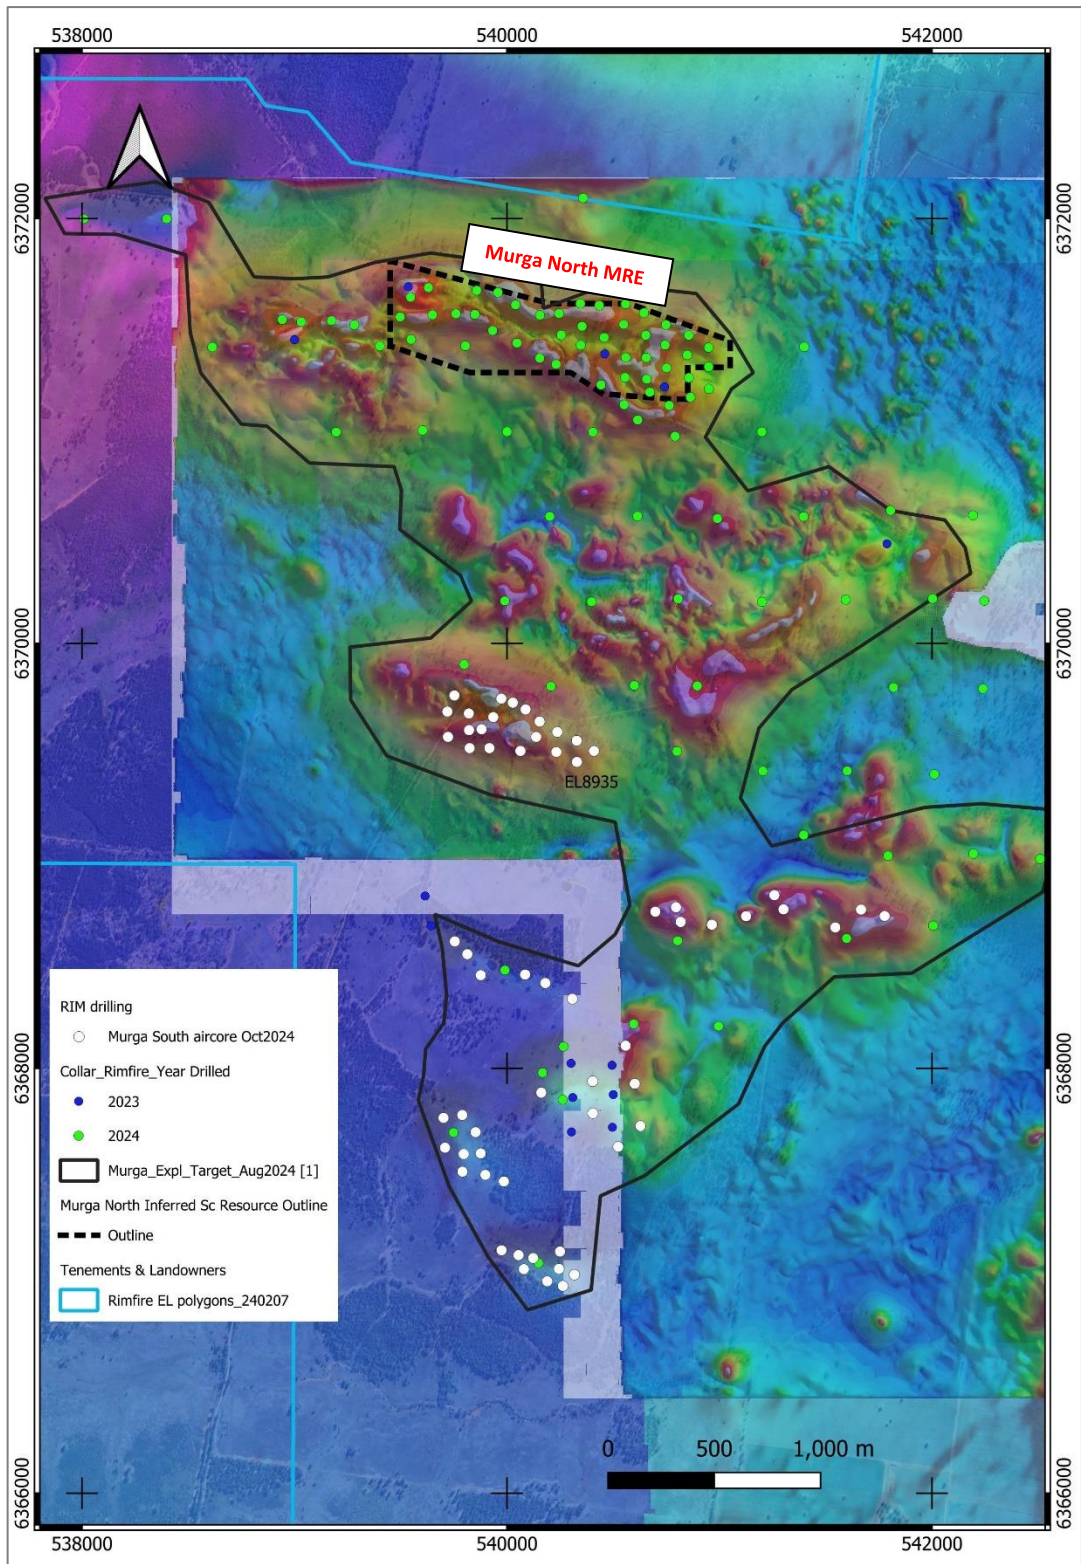 538000
540000
542000
6372000
6372000
Murga North MRE
6370000
6370000
EL8935
RIM drilling
Murga South aircore Oct2024
Collar_Rimfire_Year Drilled
2023
2024
Murga_Expl_Target_Aug2024 [1]
Murga North Inferred Sc Resource Outline
Outline
Tenements & Landowners
Rimfire EL polygons_240207
6368000
6368000
0
500
1,000 m
6366000
6366000
538000
540000
542000